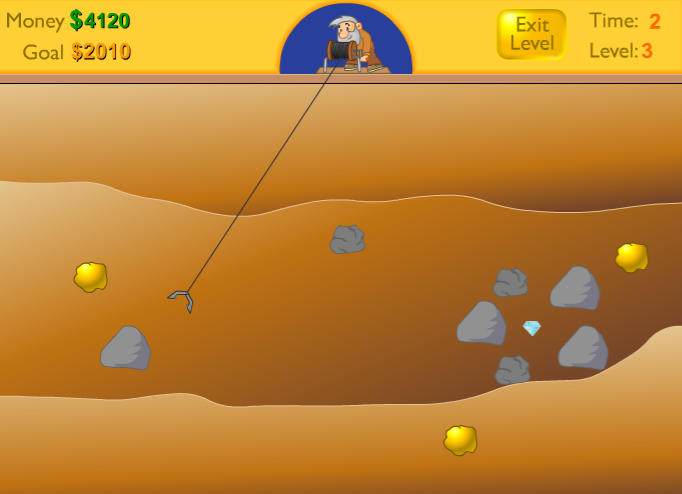 Money $4120
Goal $2010
Exit
Level
Time: 2
Level: 3